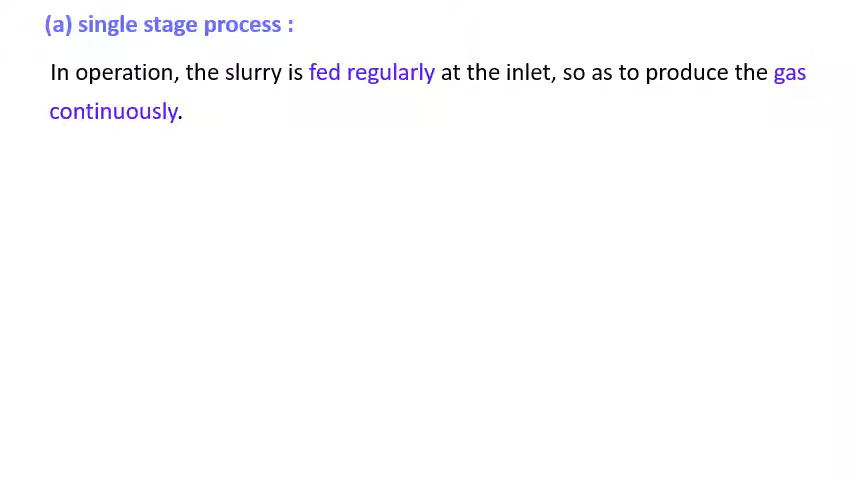 (a) single stage process :
In operation, the slurry is fed regularly at the inlet, so as to produce the gas
continuously.